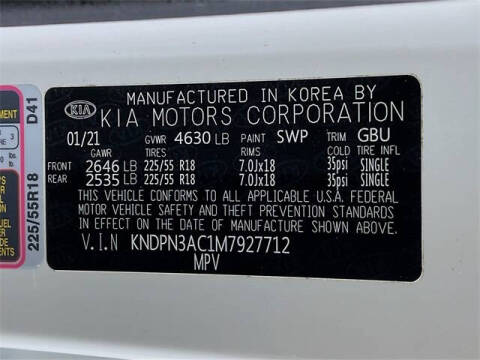 MANUFACTURED IN KOREA BY
KIA KIA MOTORS CORPORATION
01/21 GVWR 4630 LB PAINT SWP TRIM GBU
GAWR TIRES RIMS COLD TIRE INFL
FRONT 2646 LB 225/55 R18 7.0Jx18 35psi SINGLE
REAR 2535 LB 225/55 R18 7.0Jx18 35psi SINGLE
THIS VEHICLE CONFORMS TO ALL APPLICABLE U.S.A. FEDERAL
MOTOR VEHICLE SAFETY AND THEFT PREVENTION STANDARDS
IN EFFECT ON THE DATE OF MANUFACTURE SHOWN ABOVE.
V.I.N KNDPN3AC1M7927712
MPV
225/55R18 D41